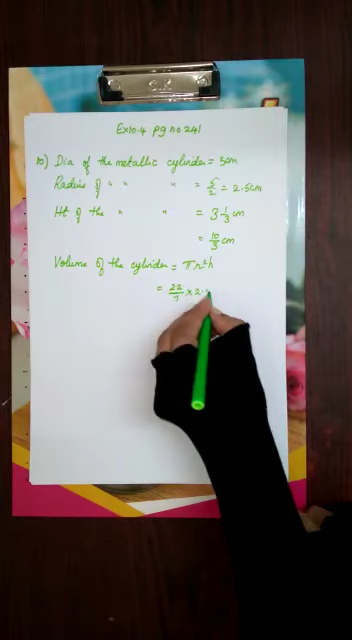 Ex10.4 pg no 241
10) Dia of the metallic cylinder = 5cm
Radius of " " " = 5/2 = 2.5cm
Ht of the " " = 3 1/3 cm
= 10/3 cm
Volume of the cylinder = πr²h
= 22/7 × 2.